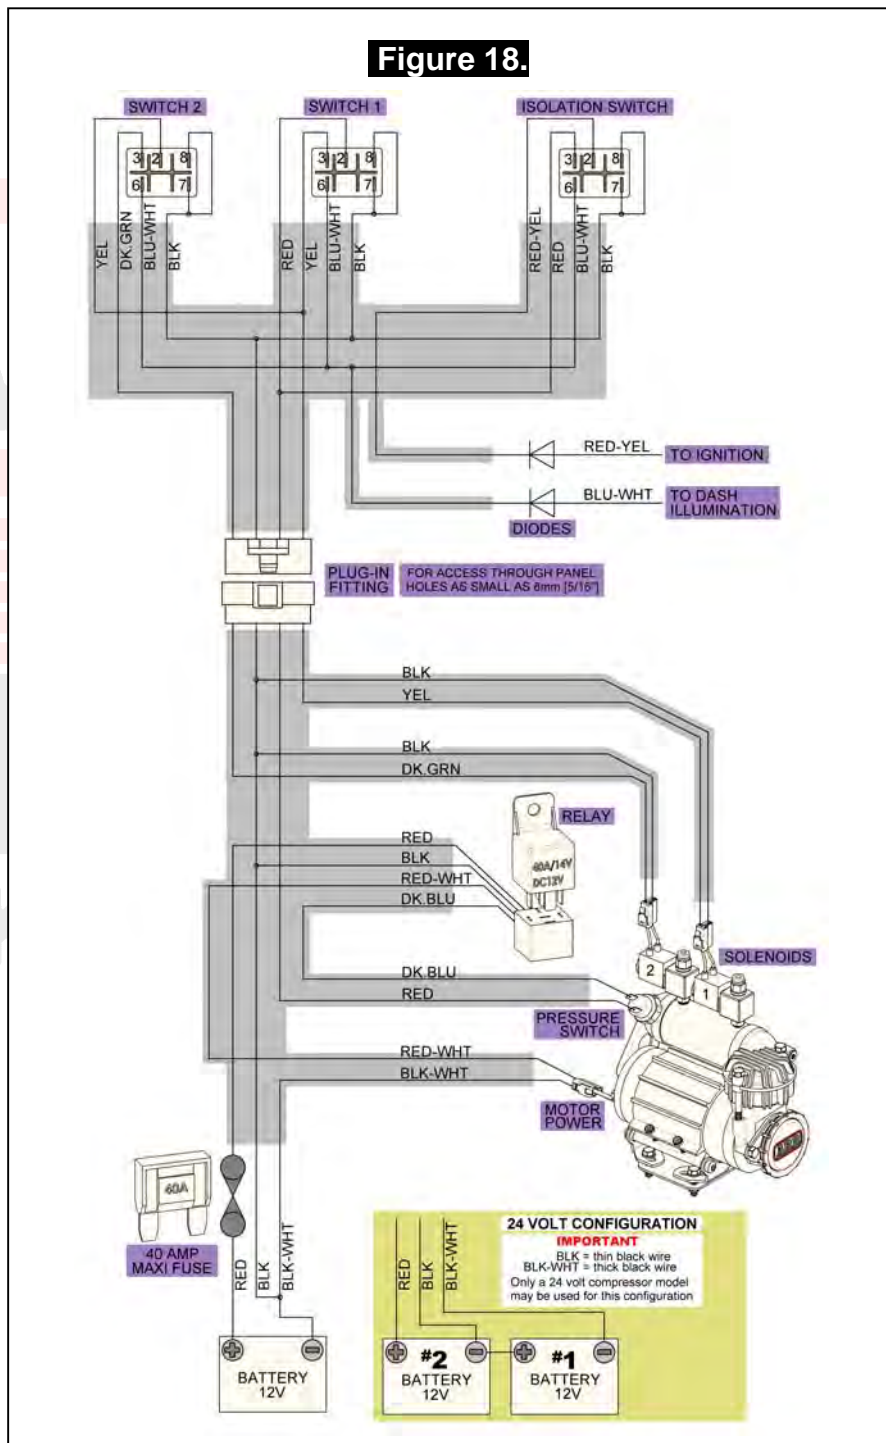 Figure 18.
SWITCH 2
SWITCH 1
ISOLATION SWITCH
3 2 8
6 7
3 2 8
6 7
3 2 8
6 7
YEL
DK.GRN
BLU-WHT
BLK
RED
YEL
BLU-WHT
BLK
RED-YEL
RED
BLU-WHT
BLK
RED-YEL
TO IGNITION
BLU-WHT
TO DASH
ILLUMINATION
DIODES
PLUG-IN
FITTING
FOR ACCESS THROUGH PANEL
HOLES AS SMALL AS 8mm [5/16"]
BLK
YEL
BLK
DK.GRN
RELAY
RED
BLK
RED-WHT
DK.BLU
40A/14V
DC12V
SOLENOIDS
2
1
DK.BLU
RED
PRESSURE
SWITCH
RED-WHT
BLK-WHT
MOTOR
POWER
40A
40 AMP
MAXI FUSE
RED
BLK
BLK-WHT
BATTERY
12V
24 VOLT CONFIGURATION
IMPORTANT
BLK = thin black wire
BLK-WHT = thick black wire
Only a 24 volt compressor model
may be used for this configuration
RED
BLK
BLK-WHT
#2
BATTERY
12V
#1
BATTERY
12V